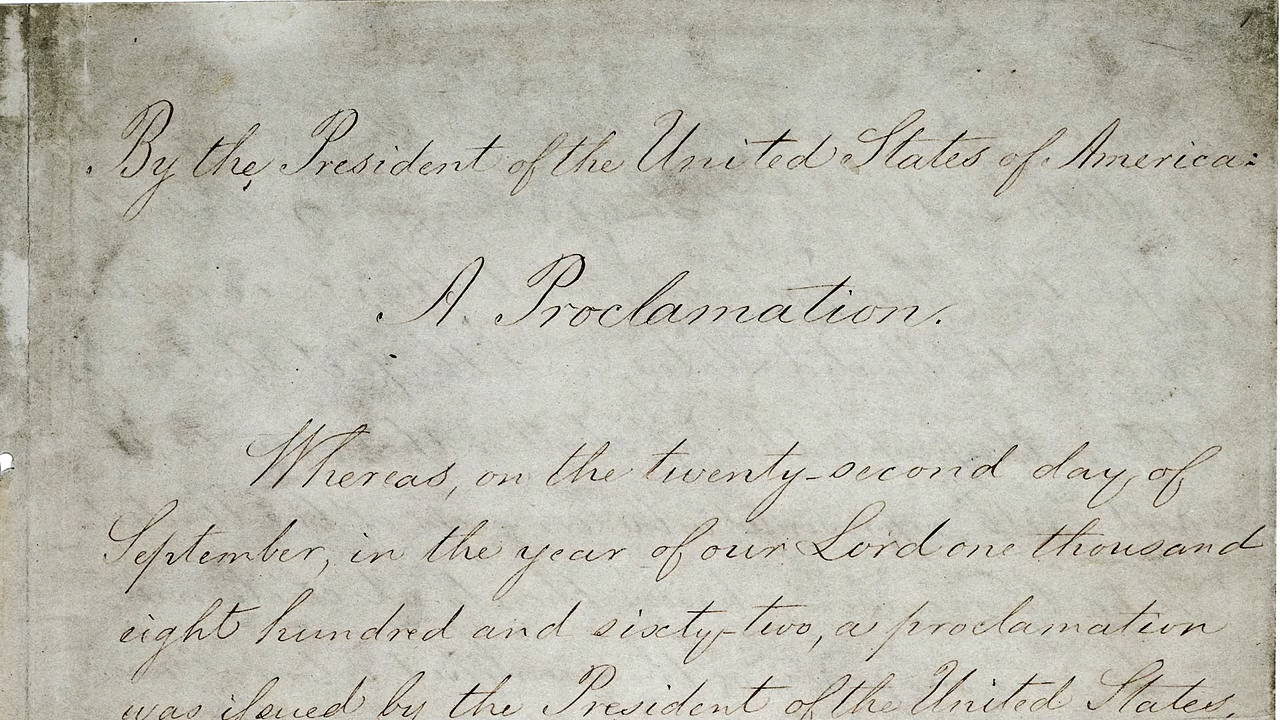 By the President of the United States of America:
A Proclamation.
Whereas, on the twenty-second day of
September, in the year of our Lord one thousand
eight hundred and sixty-two, a proclamation
was issued by the President of the United States,